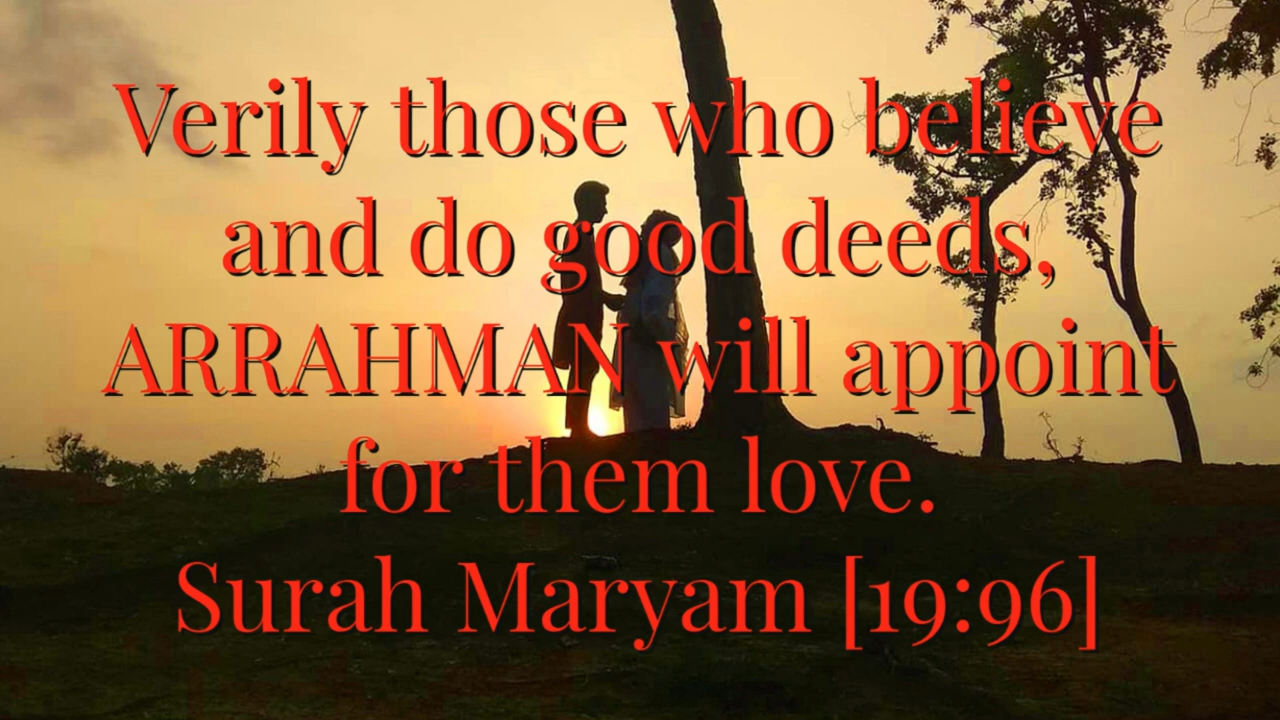 Verily those who believe
and do good deeds,
ARRAHMAN will appoint
for them love.
Surah Maryam [19:96]